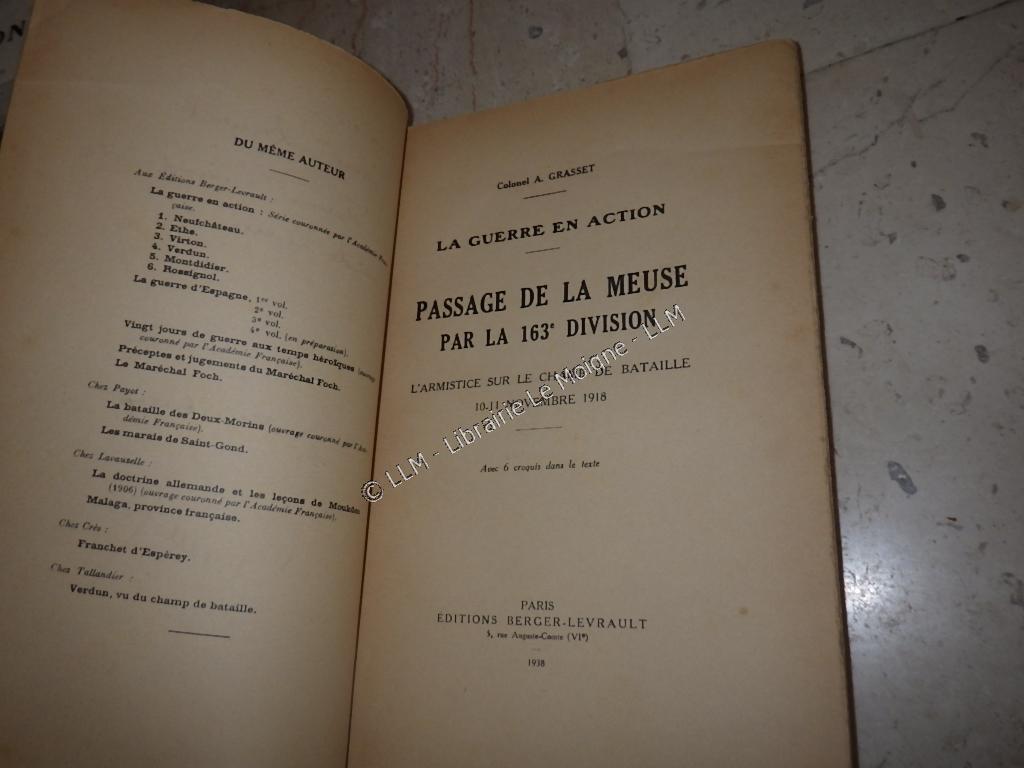 DU MÊME AUTEUR
Aux Éditions Berger-Levrault :
La guerre en action : Série couronnée par l'Académie Fran-
çaise.
1. Neufchâteau.
2. Ethe.
3. Virton.
4. Verdun.
5. Montdidier.
6. Rossignol.
La guerre d'Espagne, 1er vol.
2e vol.
3e vol.
4e vol. (en préparation).
Vingt jours de guerre aux temps héroïques (ouvrage
couronné par l'Académie Française).
Préceptes et jugements du Maréchal Foch.
Le Maréchal Foch.
Chez Payot :
La bataille des Deux-Morins (ouvrage couronné par l'Aca-
démie Française).
Les marais de Saint-Gond.
Chez Lavauzelle :
La doctrine allemande et les leçons de Moukden
(1906) (ouvrage couronné par l'Académie Française).
Malaga, province française.
Chez Crès :
Franchet d'Espérey.
Chez Tallandier :
Verdun, vu du champ de bataille.
Colonel A. GRASSET
LA GUERRE EN ACTION
PASSAGE DE LA MEUSE
PAR LA 163e DIVISION
L'ARMISTICE SUR LE CHAMP DE BATAILLE
10-11 NOVEMBRE 1918
Avec 6 croquis dans le texte
PARIS
ÉDITIONS BERGER-LEVRAULT
5, rue Auguste-Comte (VIe)
1938
© LLM - Librairie Le Moigne - LLM